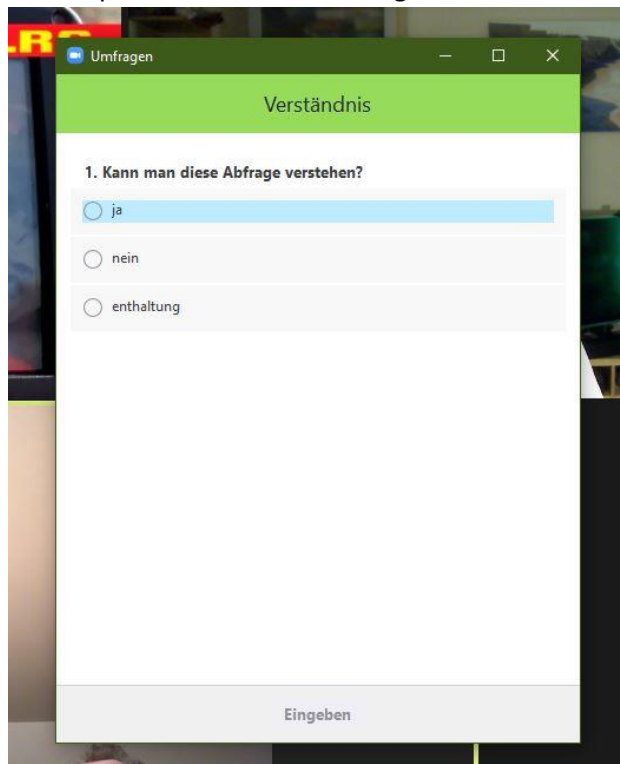 Umfragen
Verständnis
1. Kann man diese Abfrage verstehen?
ja
nein
enthaltung
Eingeben